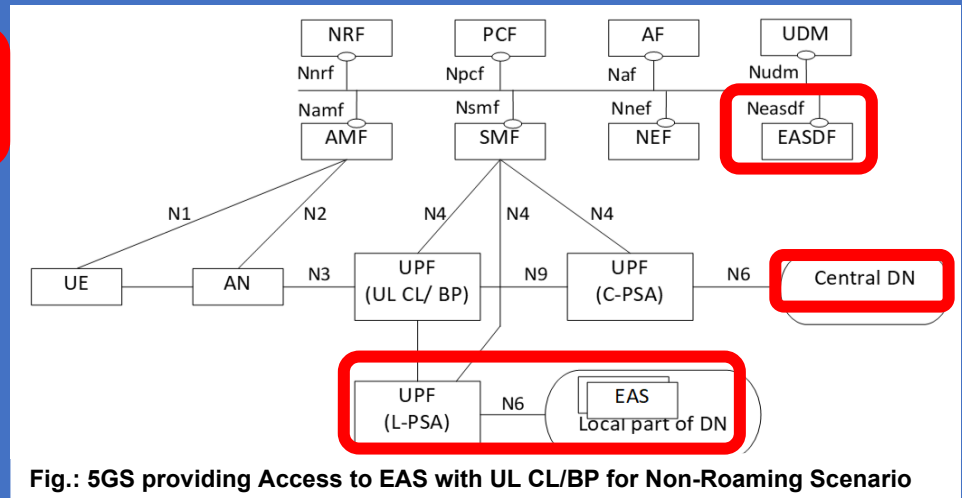 NRF PCF AF UDM
Nnrf Npcf Naf Nudm
Namf Nsmf Nnef Neasdf
AMF SMF NEF EASDF
N1 N2 N4 N4 N4
UE AN N3 UPF (UL CL/ BP) N9 UPF (C-PSA) N6 Central DN
UPF (L-PSA) N6 EAS
Local part of DN
Fig.: 5GS providing Access to EAS with UL CL/BP for Non-Roaming Scenario